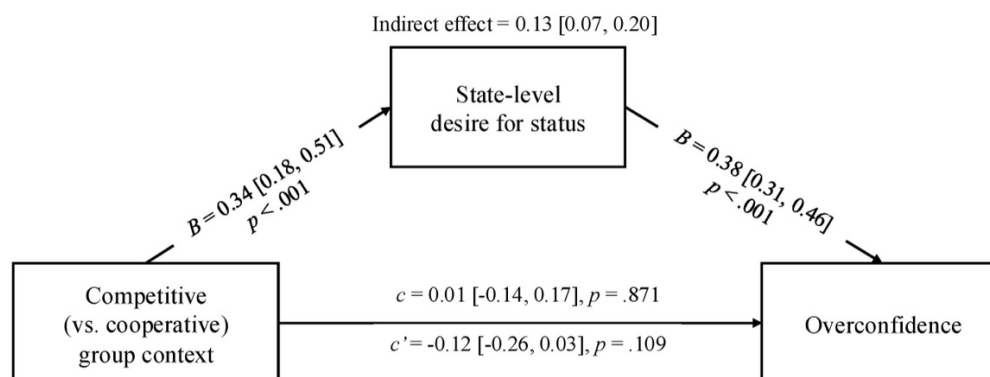 Indirect effect = 0.13 [0.07, 0.20]
State-level
desire for status
B = 0.34 [0.18, 0.51]
p < .001
B = 0.38 [0.31, 0.46]
p < .001
Competitive
(vs. cooperative)
group context
c = 0.01 [-0.14, 0.17], p = .871
c’= -0.12 [-0.26, 0.03], p = .109
Overconfidence